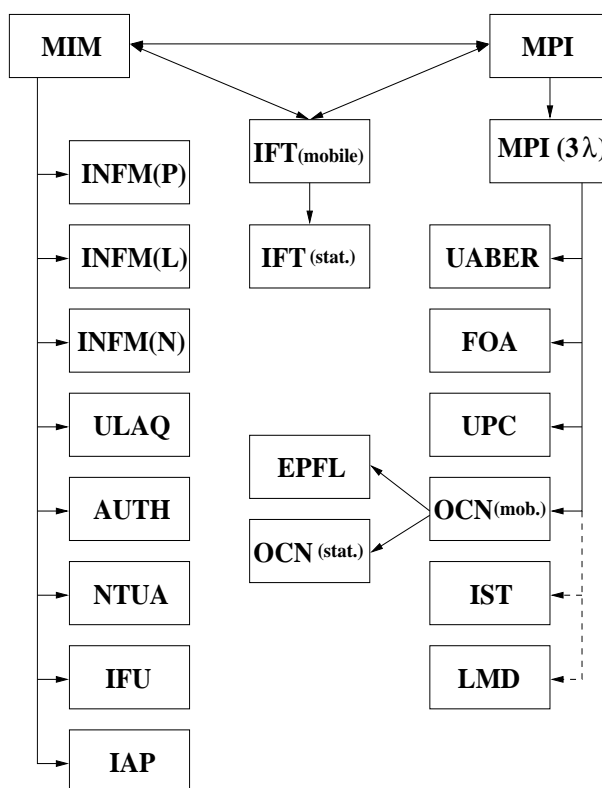 MIM
MPI
IFT (mobile)
MPI (3λ)
INFM(P)
IFT (stat.)
INFM(L)
UABER
INFM(N)
FOA
ULAQ
UPC
EPFL
AUTH
OCN (mob.)
OCN (stat.)
NTUA
IST
IFU
LMD
IAP